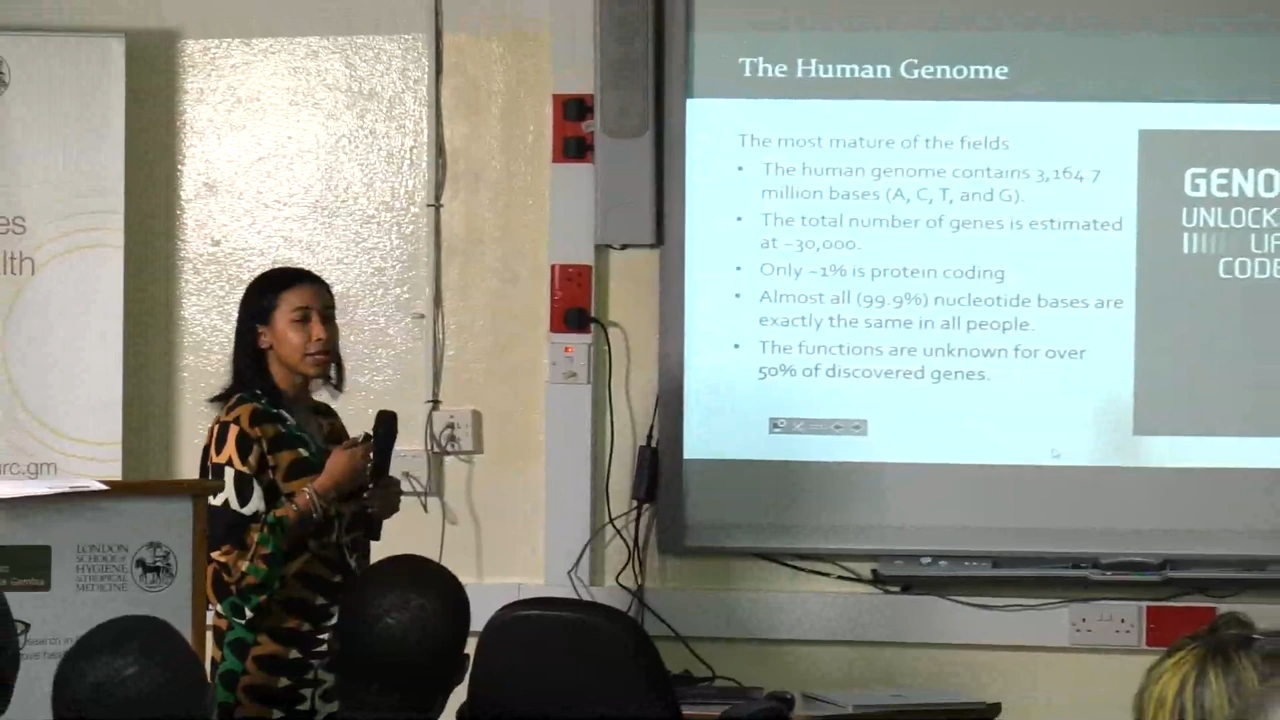 The Human Genome
The most mature of the fields
• The human genome contains 3,164.7
million bases (A, C, T, and G).
• The total number of genes is estimated
at ~30,000.
• Only ~1% is protein coding
• Almost all (99.9%) nucleotide bases are
exactly the same in all people.
• The functions are unknown for over
50% of discovered genes.
GENO
UNLOCK
LIF
CODE
es
lth
rc.gm
LONDON
SCHOOL of
HYGIENE
& TROPICAL
MEDICINE
Gambia